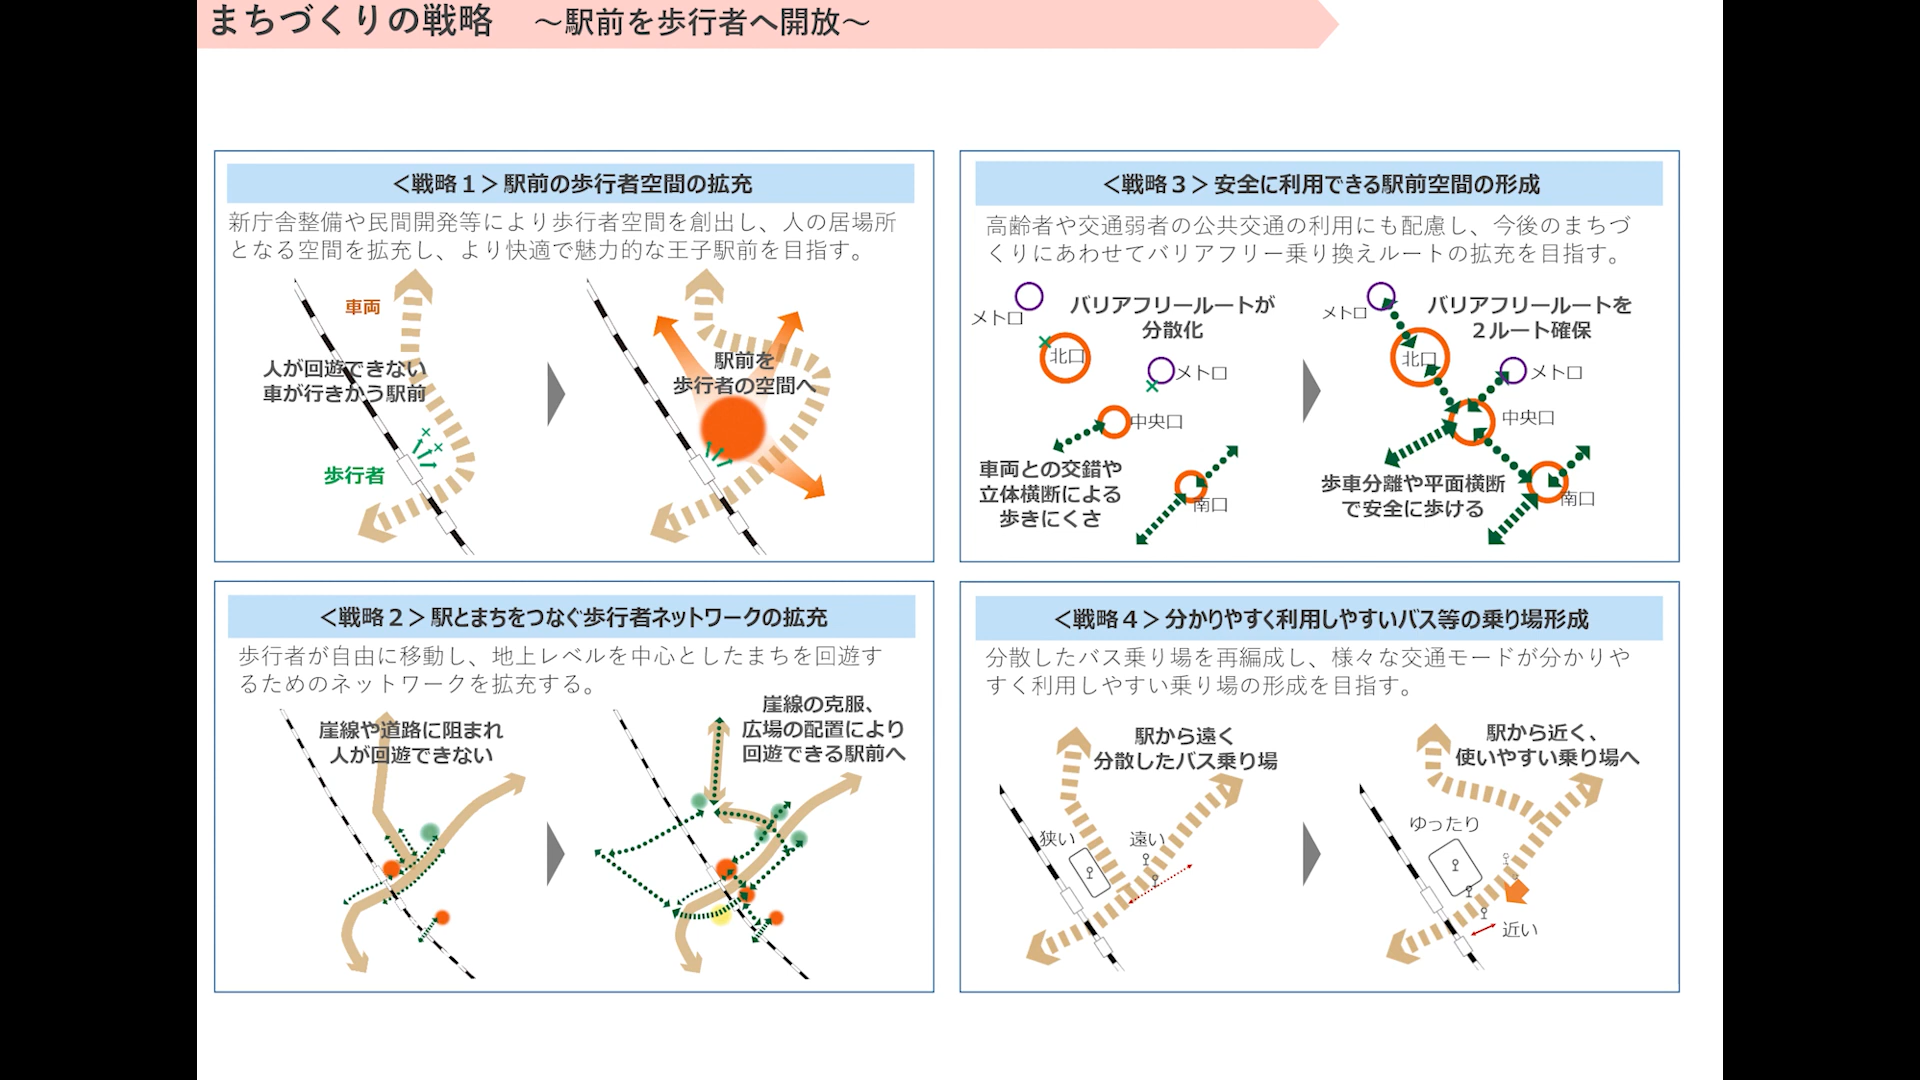 まちづくりの戦略　～駅前を歩行者へ開放～
＜戦略１＞駅前の歩行者空間の拡充
新庁舎整備や民間開発等により歩行者空間を創出し、人の居場所
となる空間を拡充し、より快適で魅力的な王子駅前を目指す。
車両
人が回遊できない
車が行きかう駅前
歩行者
駅前を
歩行者の空間へ
＜戦略２＞駅とまちをつなぐ歩行者ネットワークの拡充
歩行者が自由に移動し、地上レベルを中心としたまちを回遊す
るためのネットワークを拡充する。
崖線や道路に阻まれ
人が回遊できない
崖線の克服、
広場の配置により
回遊できる駅前へ
＜戦略３＞安全に利用できる駅前空間の形成
高齢者や交通弱者の公共交通の利用にも配慮し、今後のまちづ
くりにあわせてバリアフリー乗り換えルートの拡充を目指す。
メトロ
バリアフリールートが
分散化
北口
メトロ
中央口
車両との交錯や
立体横断による
歩きにくさ
南口
メトロ
バリアフリールートを
２ルート確保
北口
メトロ
中央口
歩車分離や平面横断
で安全に歩ける
南口
＜戦略４＞分かりやすく利用しやすいバス等の乗り場形成
分散したバス乗り場を再編成し、様々な交通モードが分かりや
すく利用しやすい乗り場の形成を目指す。
駅から遠く
分散したバス乗り場
狭い
遠い
駅から近く、
使いやすい乗り場へ
ゆったり
近い